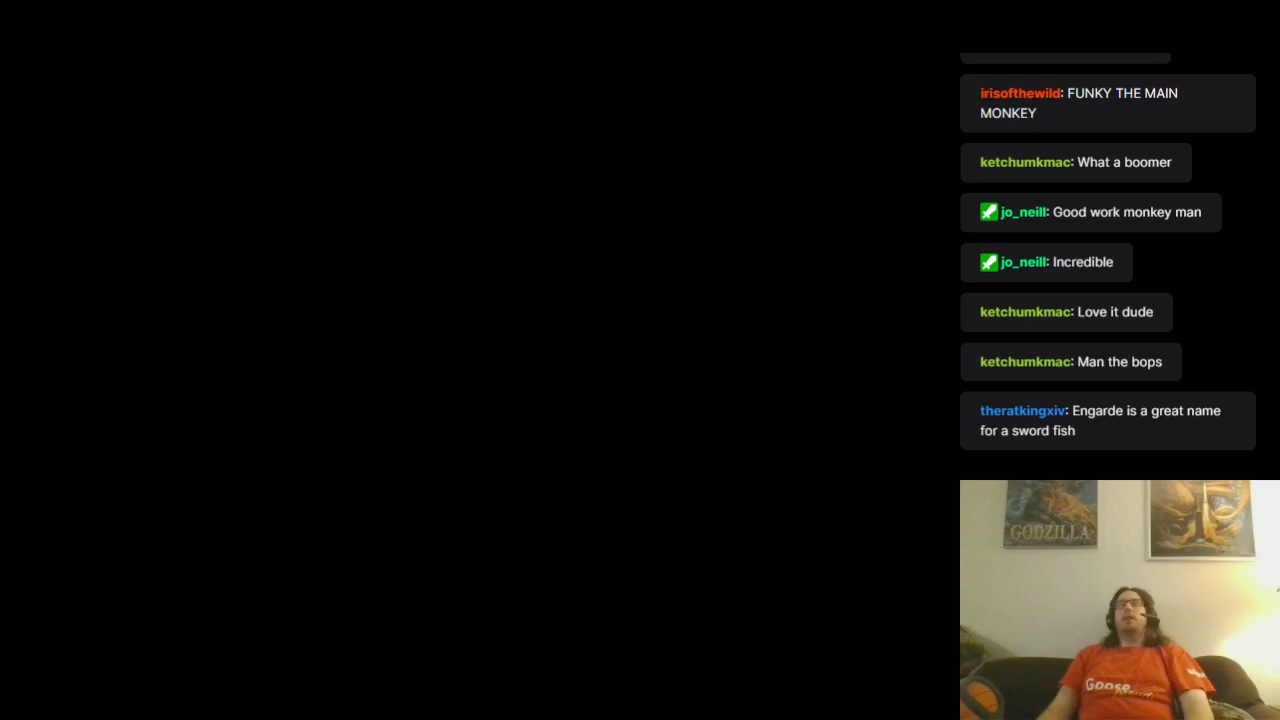 irisofthewild: FUNKY THE MAIN
MONKEY
ketchumkmac: What a boomer
jo_neill: Good work monkey man
jo_neill: Incredible
ketchumkmac: Love it dude
ketchumkmac: Man the bops
theratkingxiv: Engarde is a great name
for a sword fish
GODZILLA
Goose